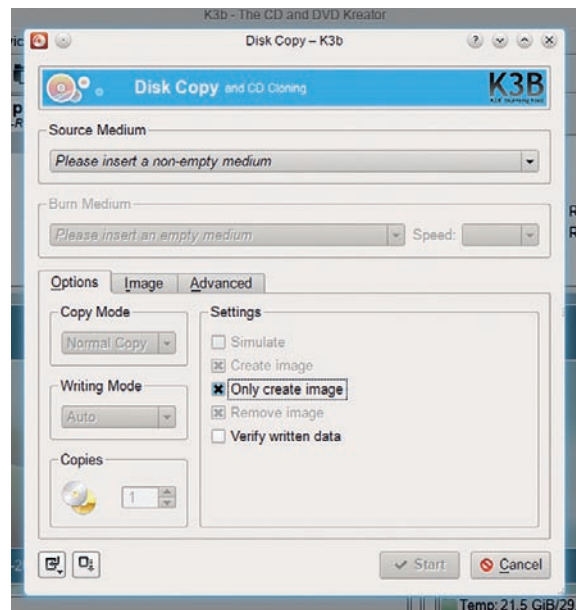 K3b - The CD and DVD Kreator
Disk Copy – K3b
Disk Copy and CD Cloning
K3B
Source Medium
Please insert a non-empty medium
Burn Medium
Please insert an empty medium
Speed:
Options
Image
Advanced
Copy Mode
Normal Copy
Writing Mode
Auto
Copies
1
Settings
Simulate
Create image
Only create image
Remove image
Verify written data
Start
Cancel
Temp: 21.5 GiB/29